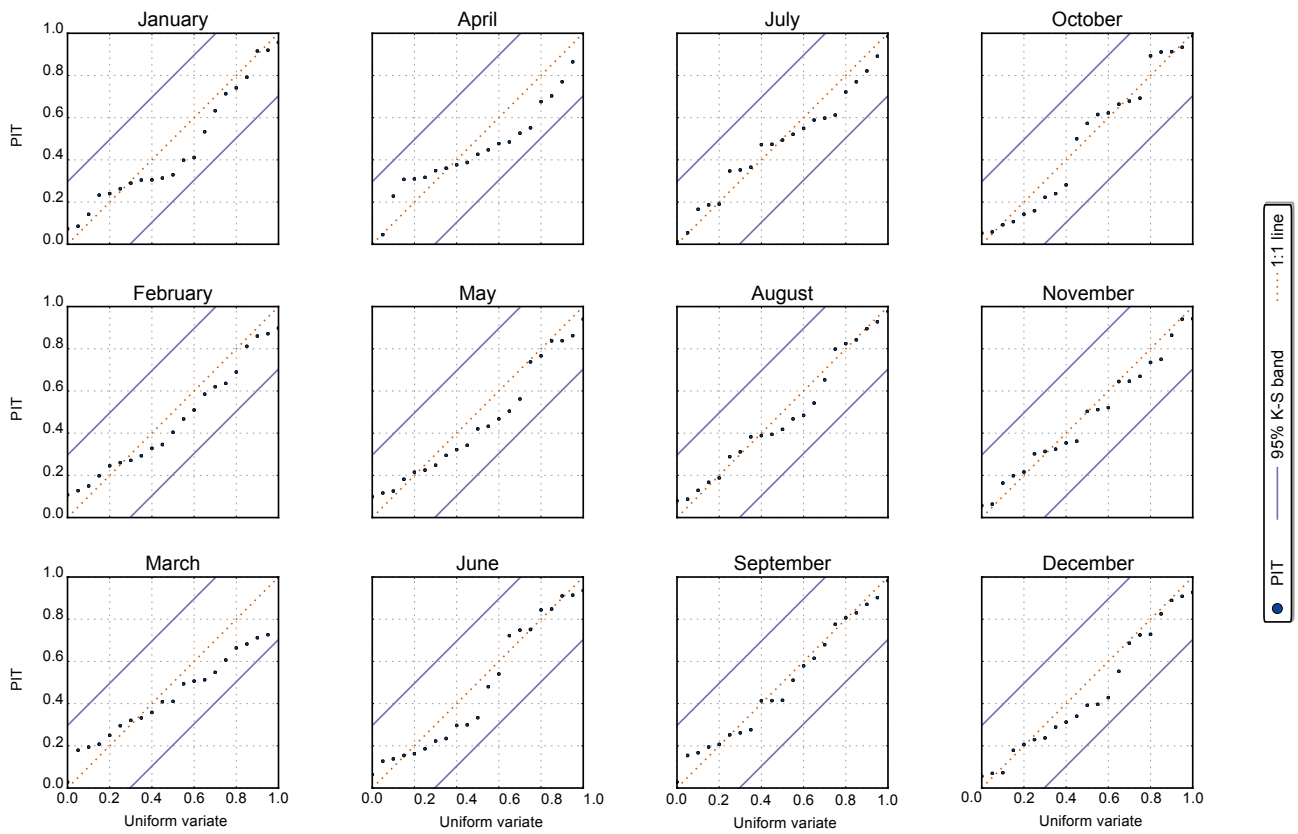 January April July October
1.0
0.8
0.6
PIT
0.4
0.2
0.0
February May August November
1.0
0.8
0.6
PIT
0.4
0.2
0.0
March June September December
1.0
0.8
0.6
PIT
0.4
0.2
0.0
0.0 0.2 0.4 0.6 0.8 1.0 0.0 0.2 0.4 0.6 0.8 1.0 0.0 0.2 0.4 0.6 0.8 1.0 0.0 0.2 0.4 0.6 0.8 1.0
Uniform variate Uniform variate Uniform variate Uniform variate
PIT 95% K-S band 1:1 line